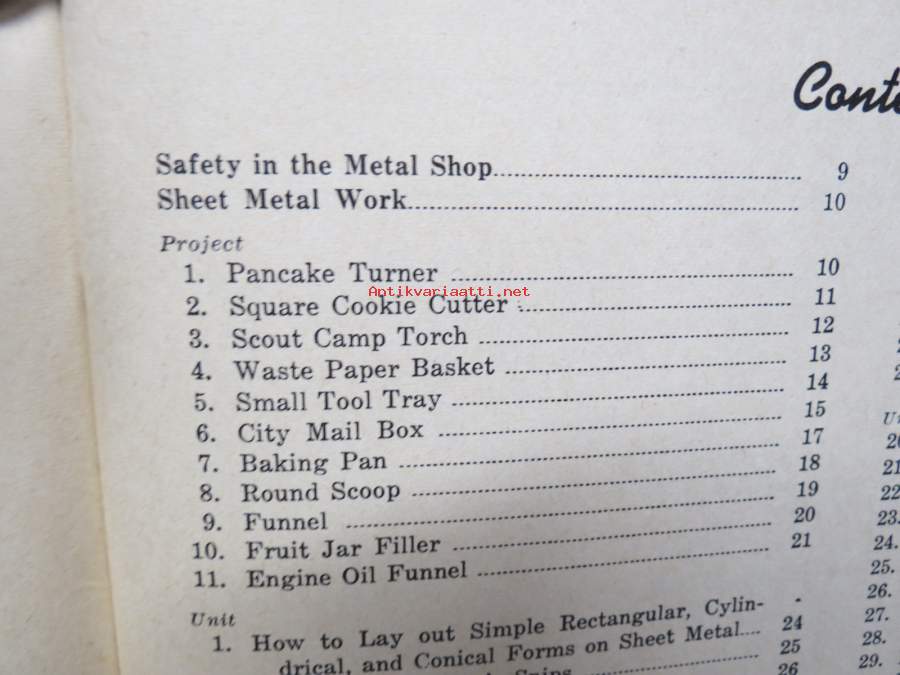 Conte
Safety in the Metal Shop 9
Sheet Metal Work 10
Project
1. Pancake Turner 10
Antikvariaatti.net
2. Square Cookie Cutter 11
3. Scout Camp Torch 12
4. Waste Paper Basket 13
5. Small Tool Tray 14
6. City Mail Box 15
7. Baking Pan 17
8. Round Scoop 18
9. Funnel 19
10. Fruit Jar Filler 20
11. Engine Oil Funnel 21
Unit
1. How to Lay out Simple Rectangular, Cylin-
drical, and Conical Forms on Sheet Metal 24
Snips 25
26
20
21
22
23.
24.
25.
26.
27.
28.
29.